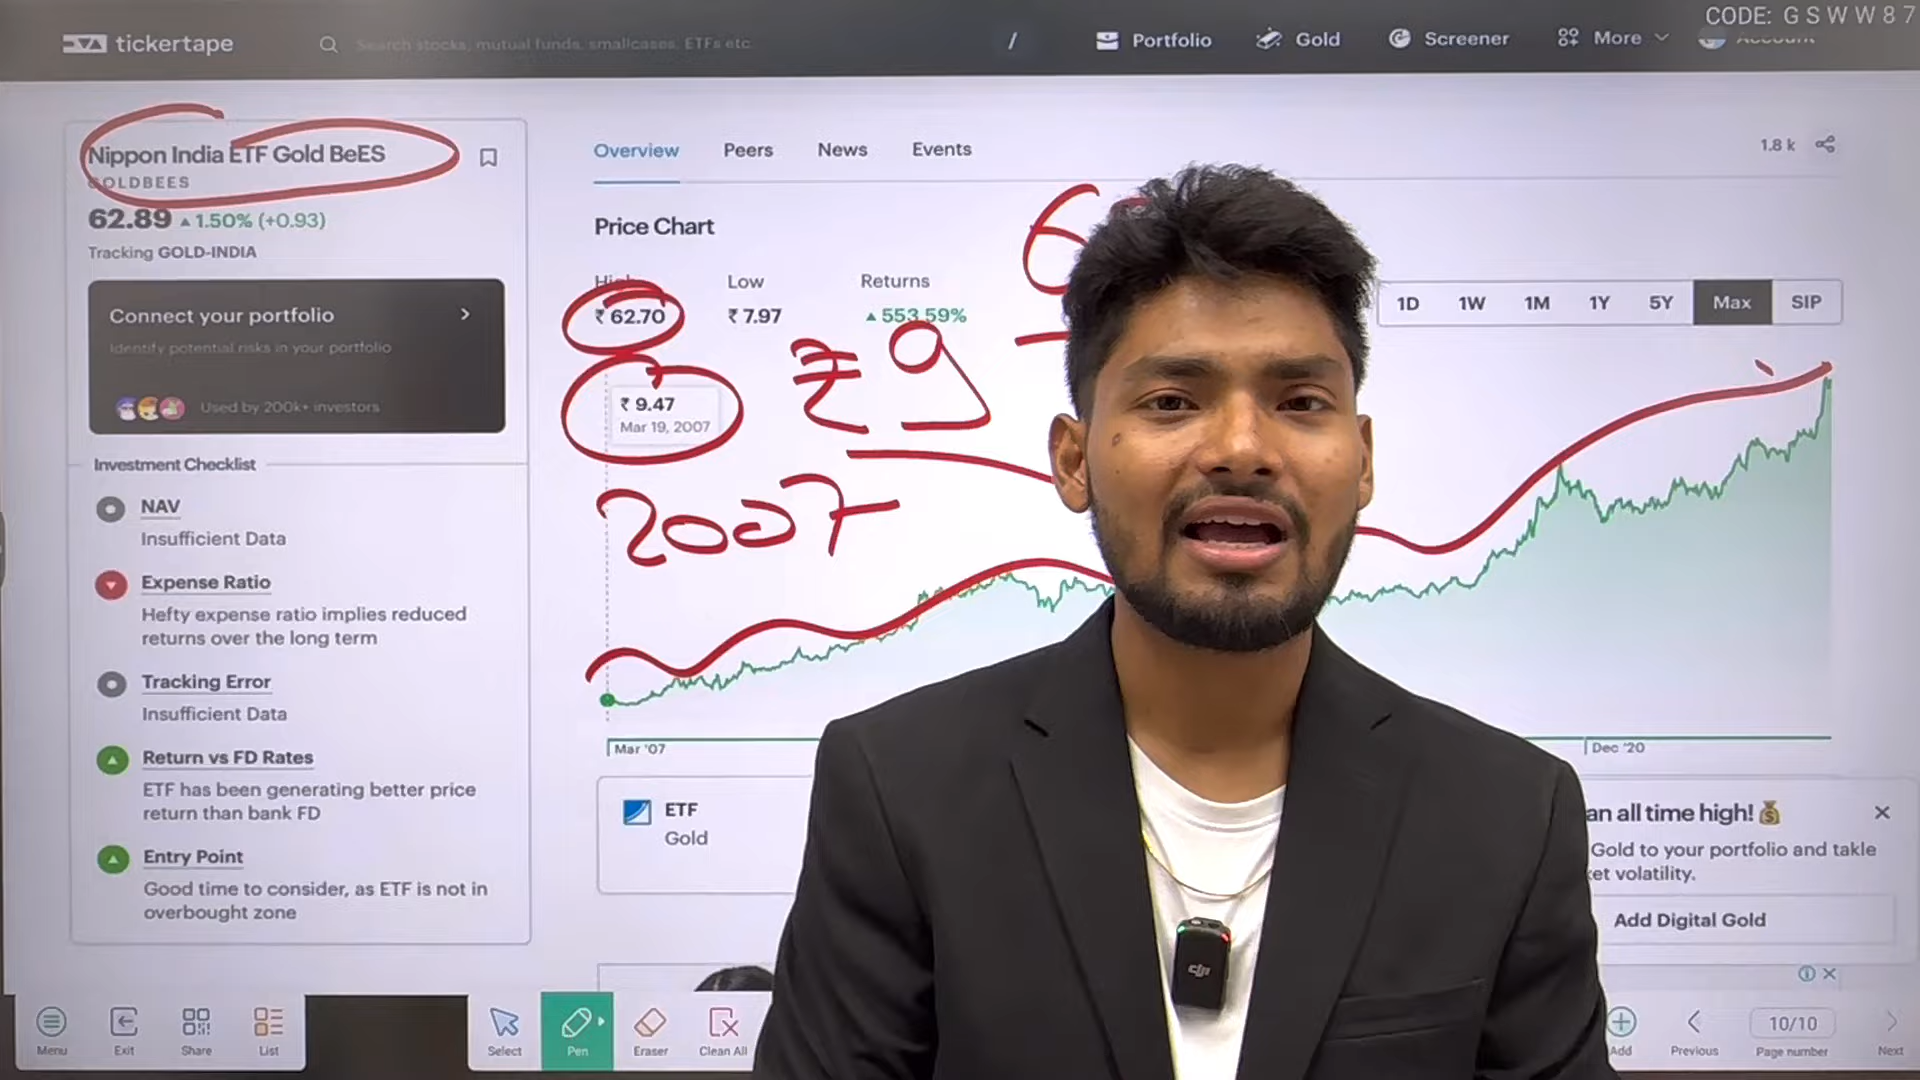 CODE: G S W W 8 7
tickertape
Search stocks, mutual funds, smallcases, ETFs etc
/
Portfolio
Gold
Screener
More
Account
Nippon India ETF Gold BeES
GOLDBEES
62.89 1.50% (+0.93)
Tracking GOLD-INDIA
Connect your portfolio
Identify potential risks in your portfolio
Used by 200k+ investors
Investment Checklist
NAV
Insufficient Data
Expense Ratio
Hefty expense ratio implies reduced
returns over the long term
Tracking Error
Insufficient Data
Return vs FD Rates
ETF has been generating better price
return than bank FD
Entry Point
Good time to consider, as ETF is not in
overbought zone
Overview Peers News Events
1.8 k
Price Chart
High Low Returns
₹ 62.70 ₹ 7.97 553.59%
6
1D 1W 1M 1Y 5Y Max SIP
₹ 9.47
Mar 19, 2007
₹9
2007
Mar '07
Dec '20
ETF
Gold
an all time high!
Gold to your portfolio and takle
ket volatility.
Add Digital Gold
dji
Menu Exit Share List
Select Pen Eraser Clean All
Add Previous 10/10 Page number Next